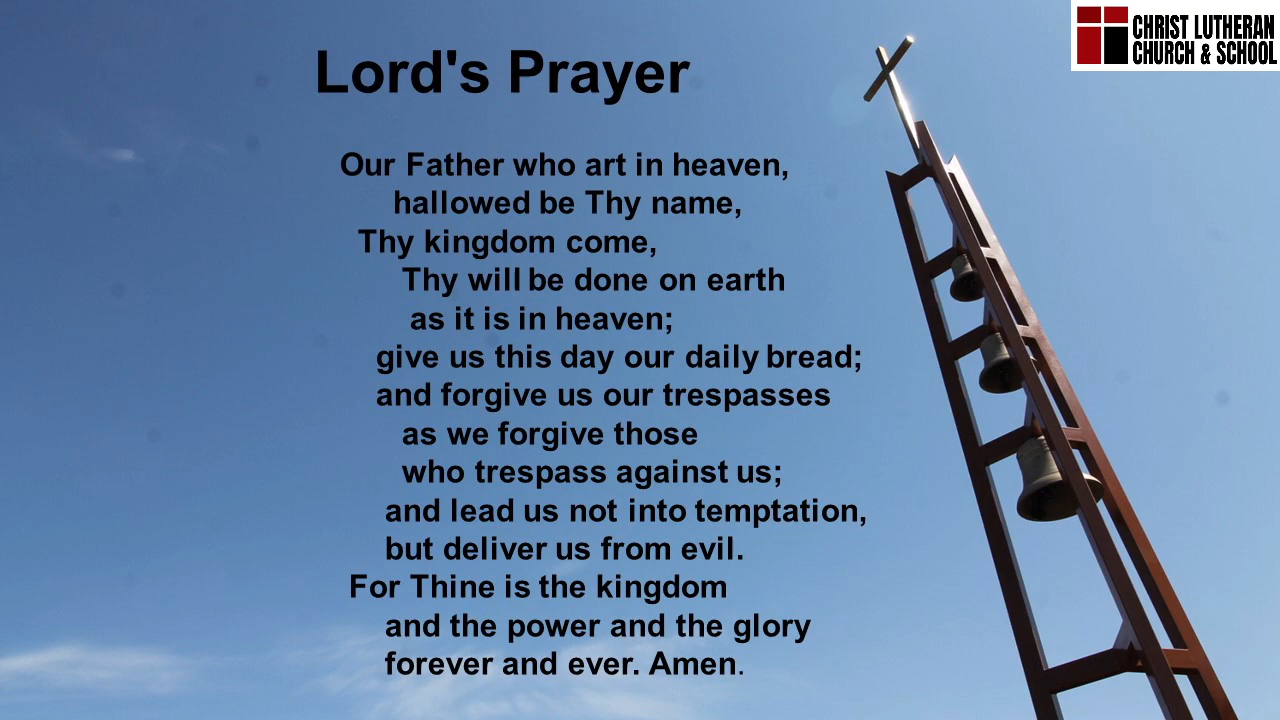 CHRIST LUTHERAN
CHURCH & SCHOOL
Lord's Prayer
Our Father who art in heaven,
hallowed be Thy name,
Thy kingdom come,
Thy will be done on earth
as it is in heaven;
give us this day our daily bread;
and forgive us our trespasses
as we forgive those
who trespass against us;
and lead us not into temptation,
but deliver us from evil.
For Thine is the kingdom
and the power and the glory
forever and ever. Amen.